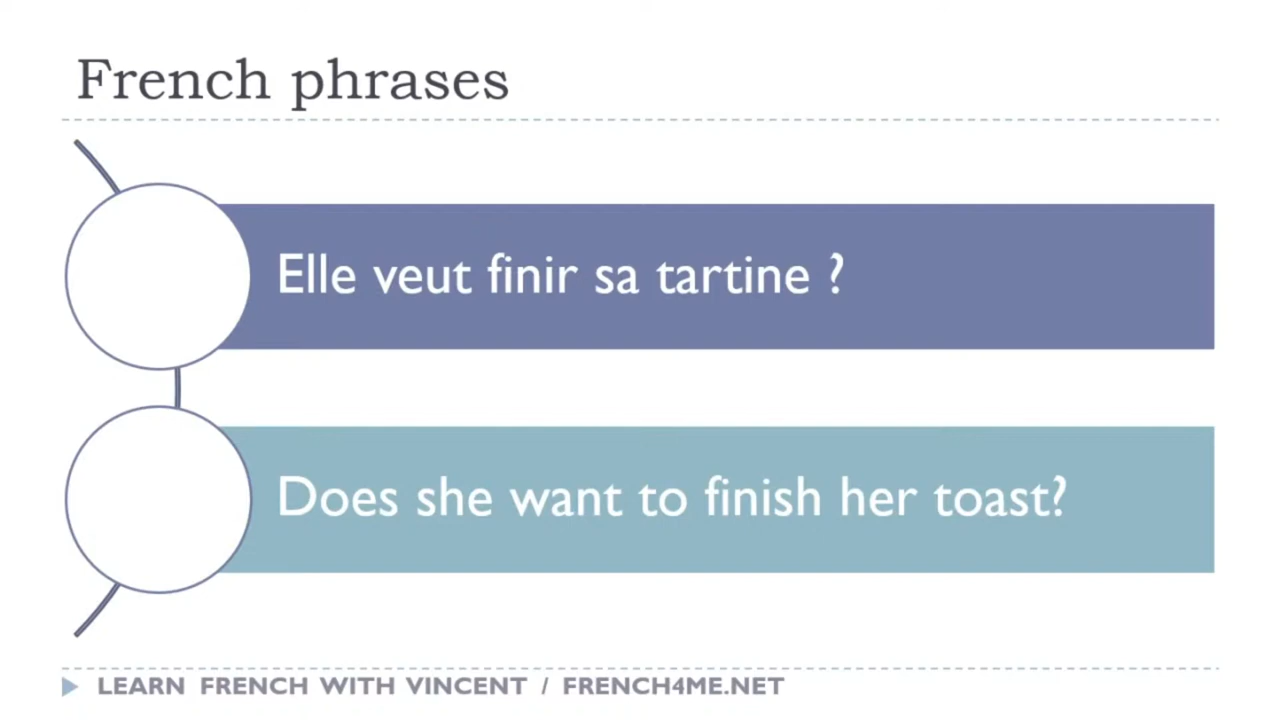 French phrases
Elle veut finir sa tartine ?
Does she want to finish her toast?
LEARN FRENCH WITH VINCENT / FRENCH4ME.NET